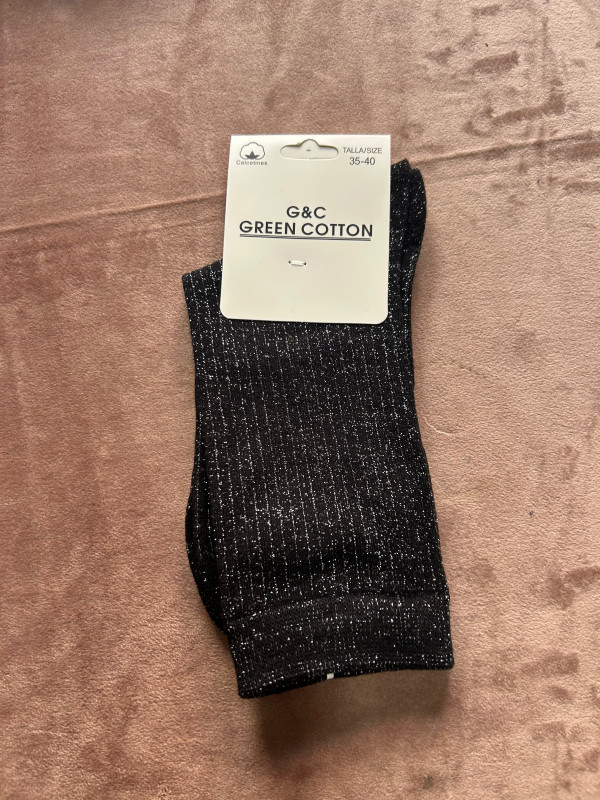 Calcetines
TALLA/SIZE
35-40
G&C
GREEN COTTON